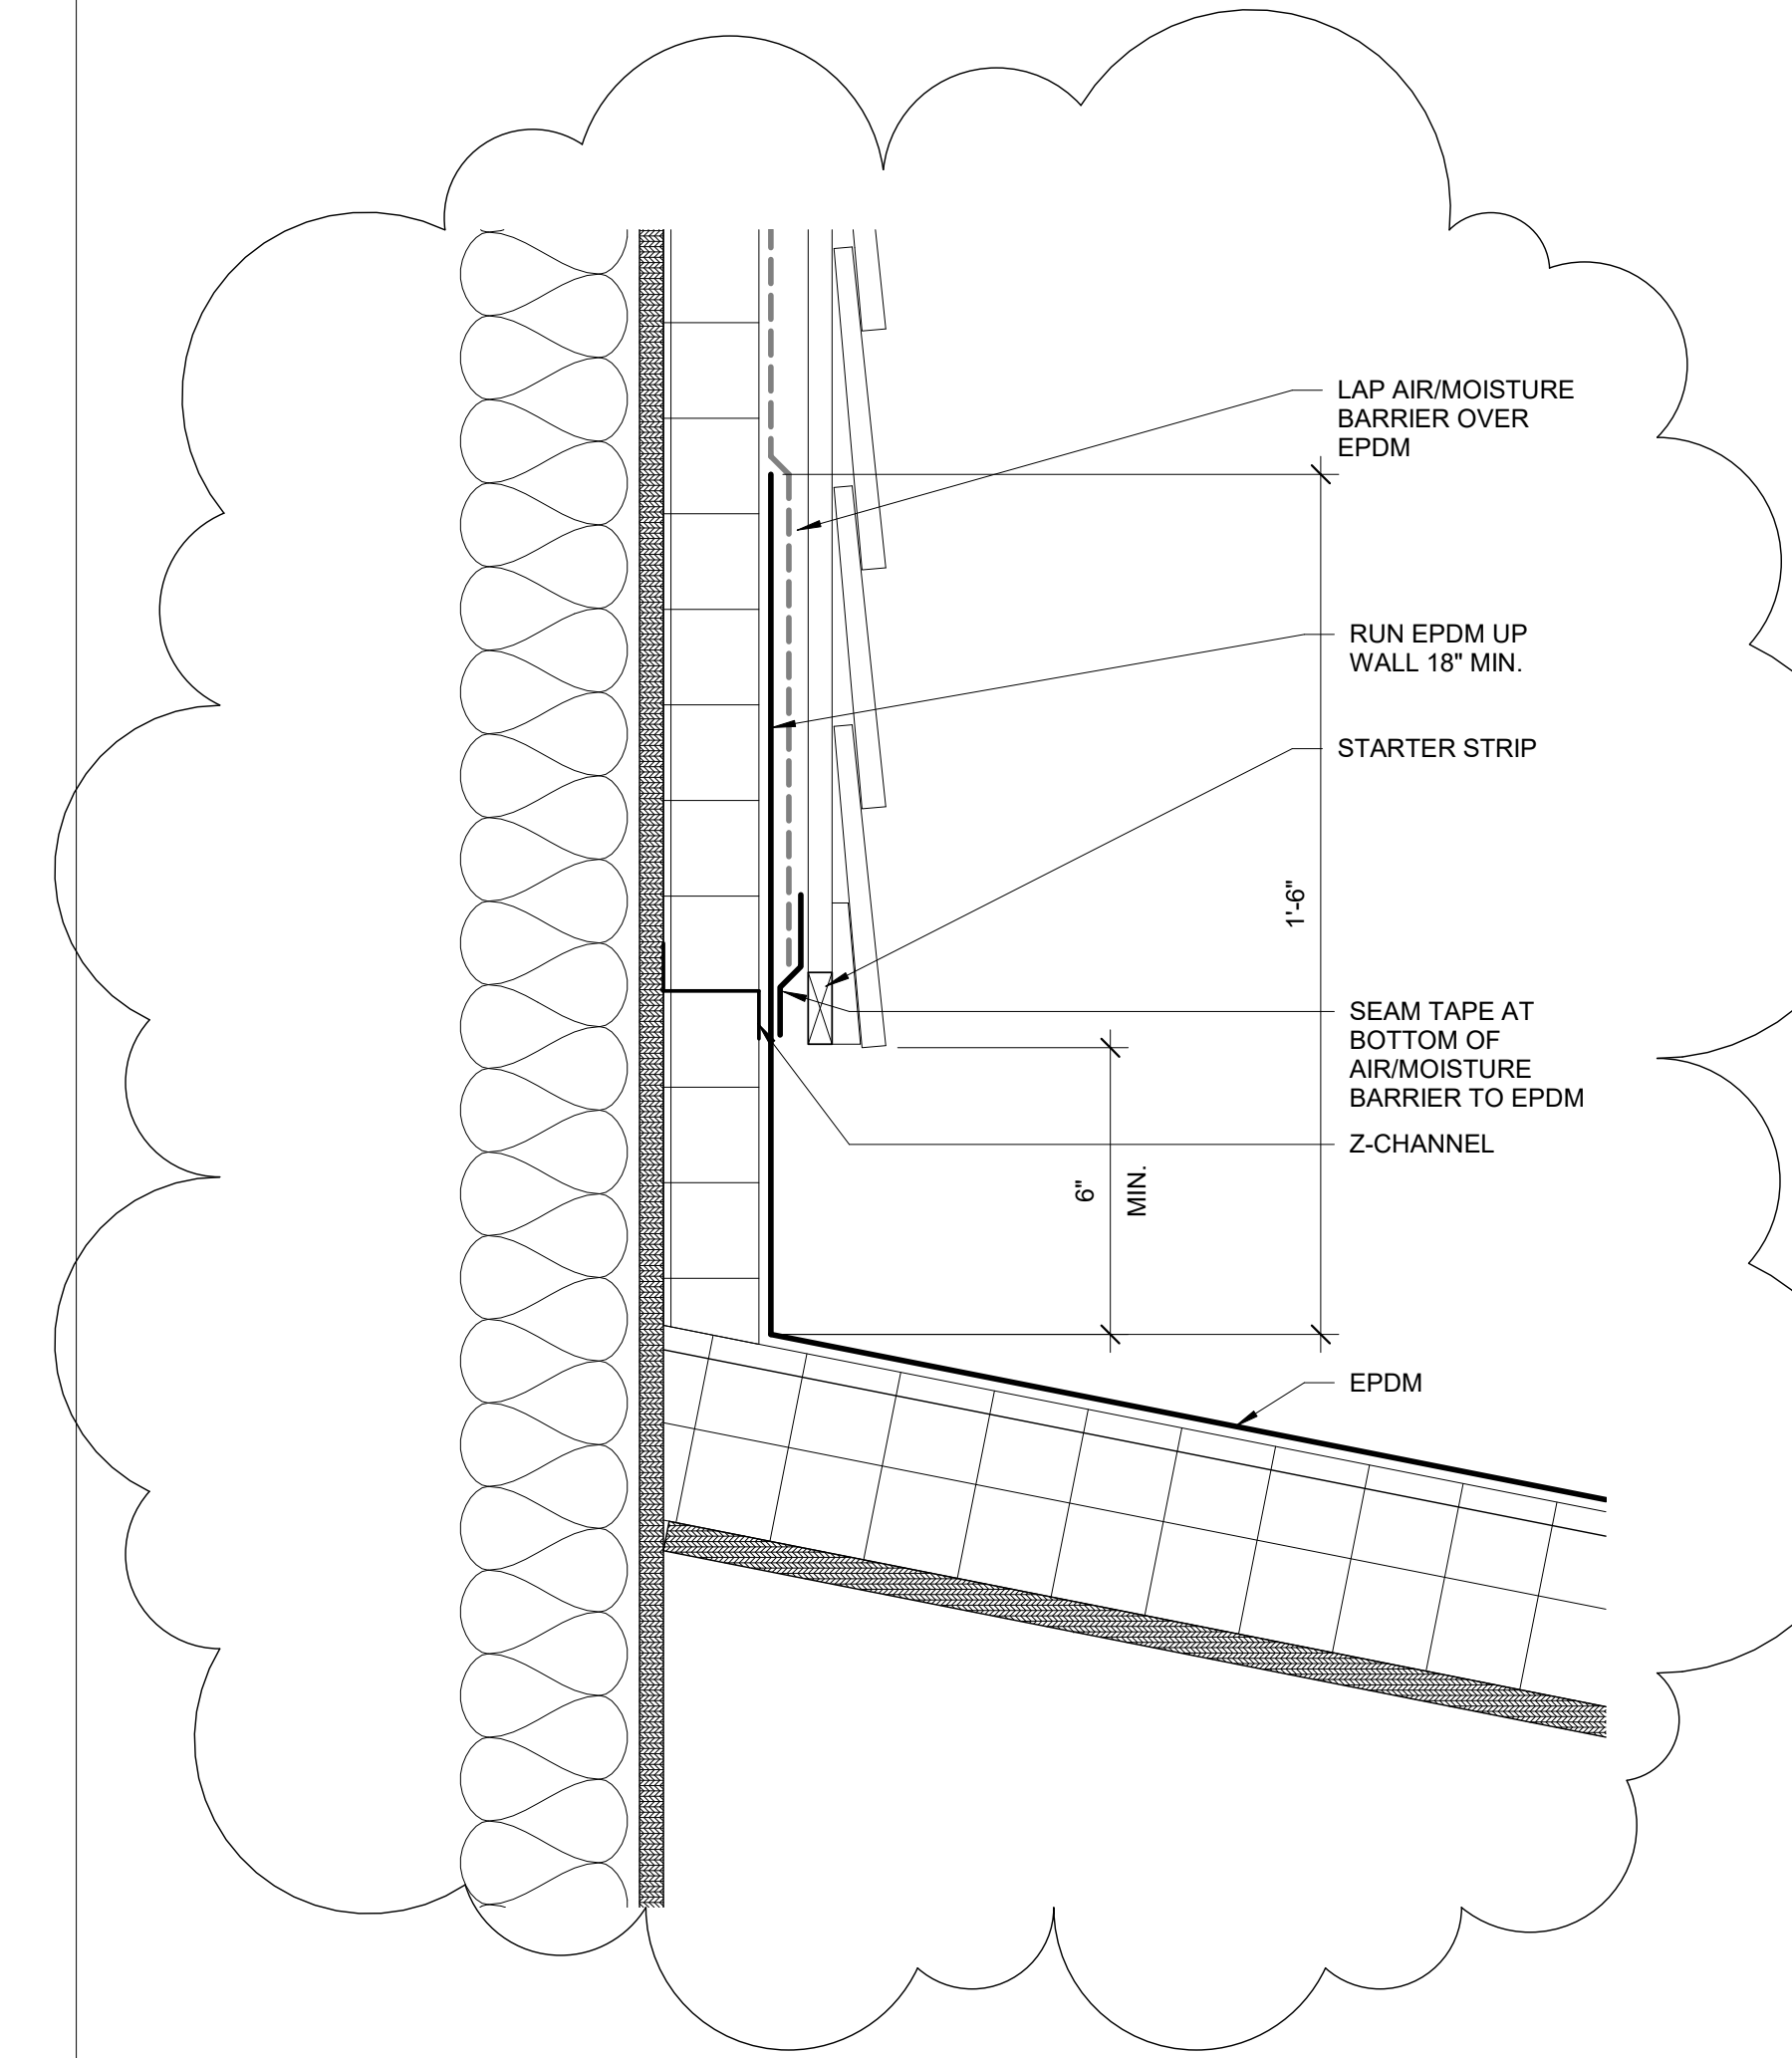 LAP AIR/MOISTURE
BARRIER OVER
EPDM
RUN EPDM UP
WALL 18" MIN.
STARTER STRIP
1'-6"
SEAM TAPE AT
BOTTOM OF
AIR/MOISTURE
BARRIER TO EPDM
Z-CHANNEL
6"
MIN.
EPDM